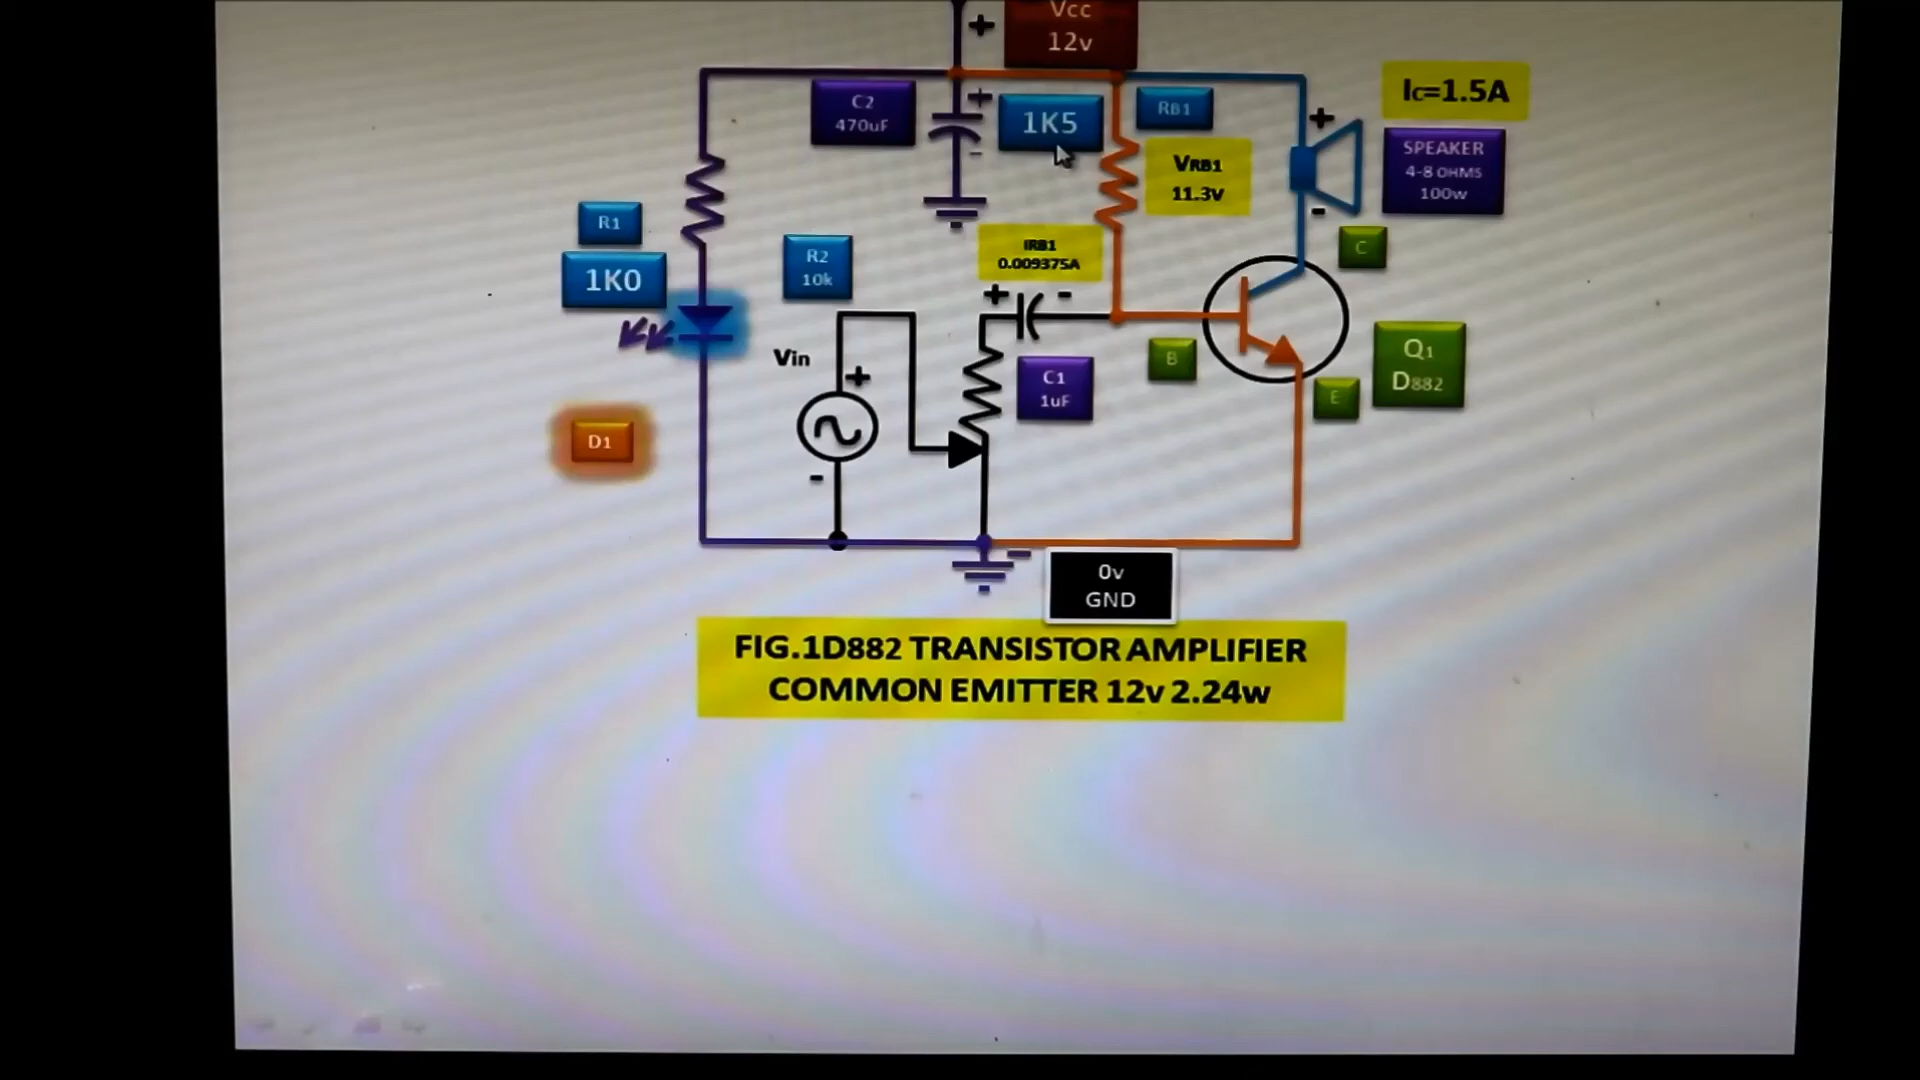 Vcc
12v
+
C2
470uF
+
-
1K5
RB1
VRB1
11.3V
+
-
IC=1.5A
SPEAKER
4-8 OHMS
100w
C
R1
1K0
R2
10k
IRB1
0.009375A
+
-
Vin
+
-
C1
1uF
B
E
Q1
D882
D1
-
0v
GND
FIG.1D882 TRANSISTOR AMPLIFIER
COMMON EMITTER 12v 2.24w